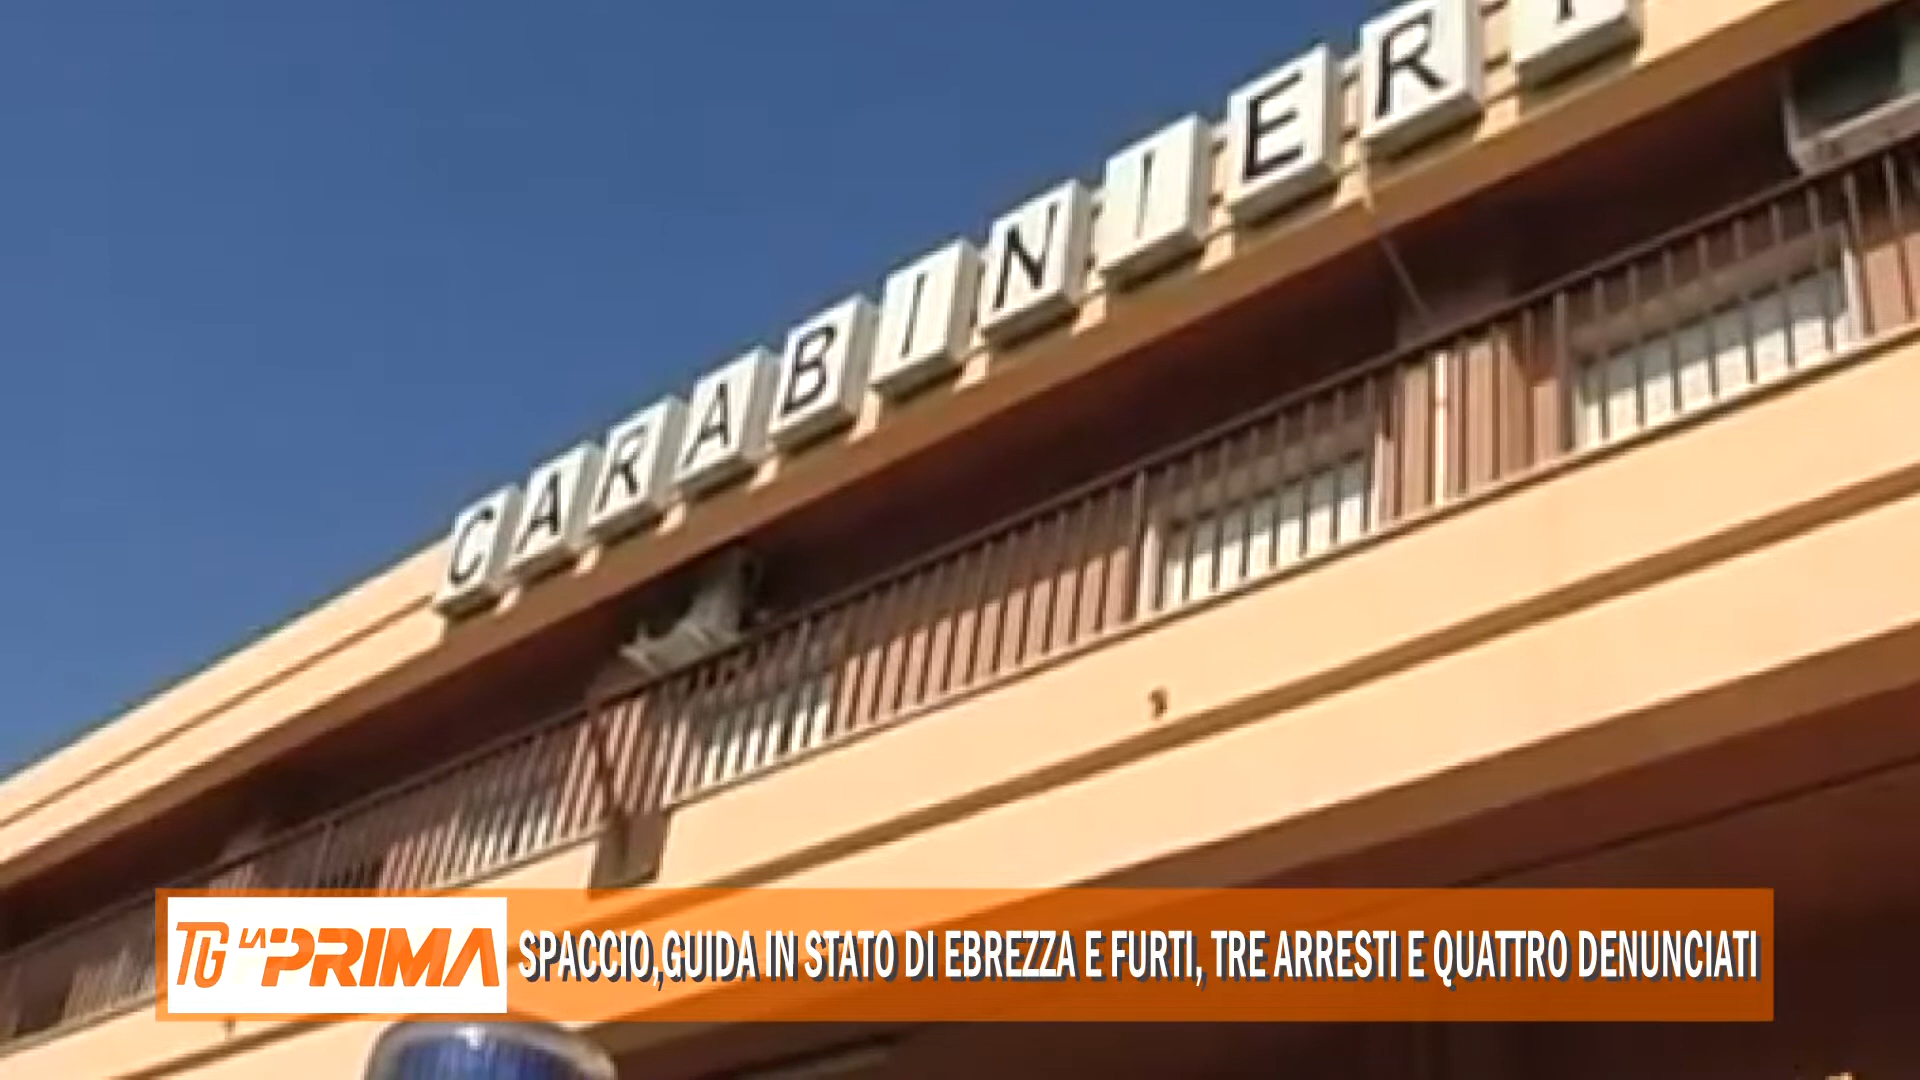 CARABINIERI
TG LA PRIMA
SPACCIO,GUIDA IN STATO DI EBREZZA E FURTI, TRE ARRESTI E QUATTRO DENUNCIATI